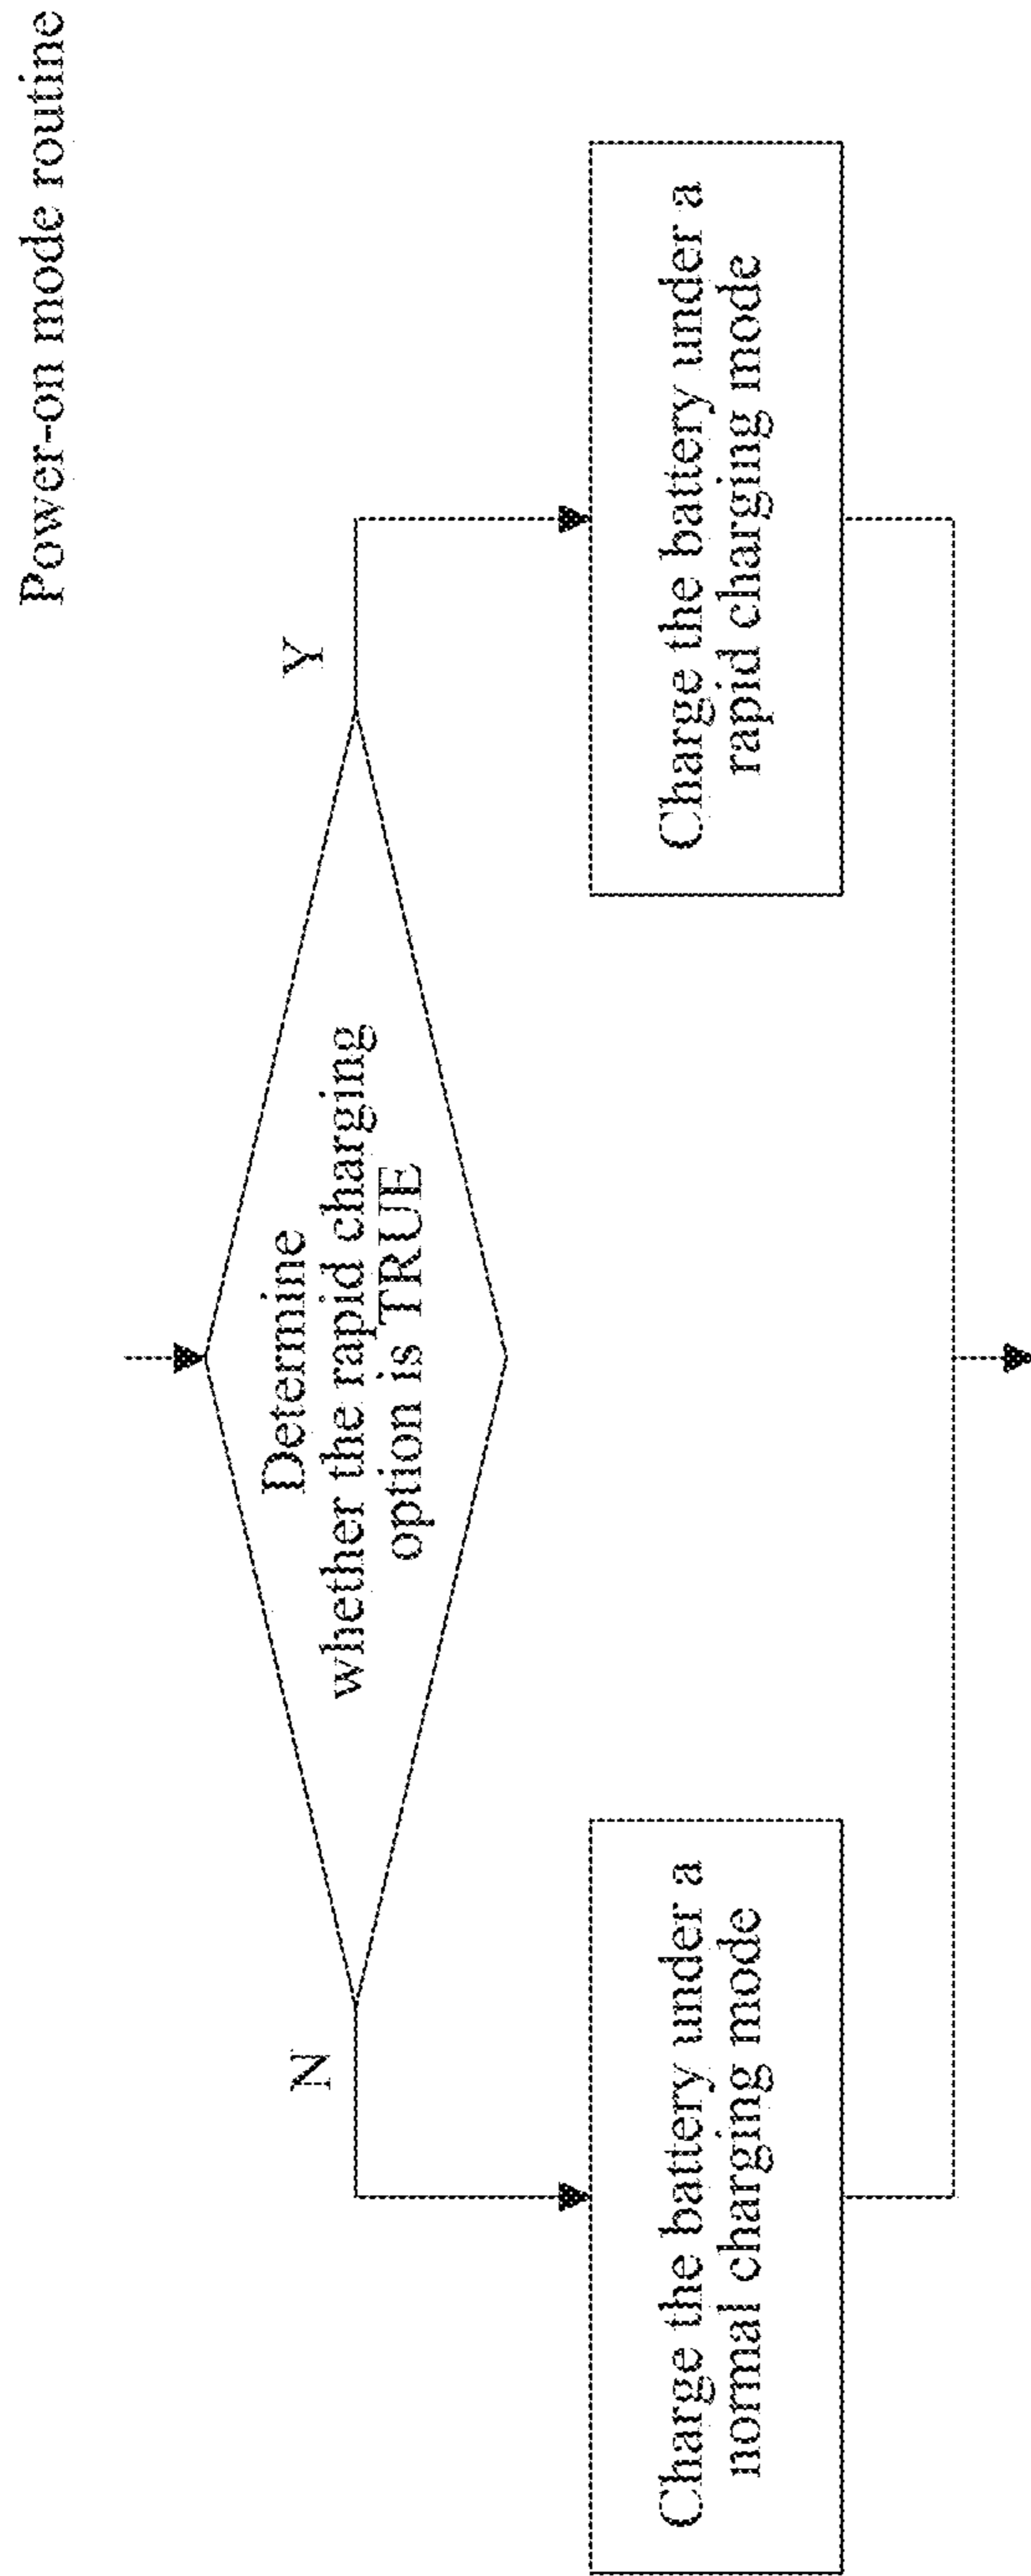 Power-on mode routine
Determine
whether the rapid charging
option is TRUE
N
Y
Charge the battery under a
normal charging mode
Charge the battery under a
rapid charging mode